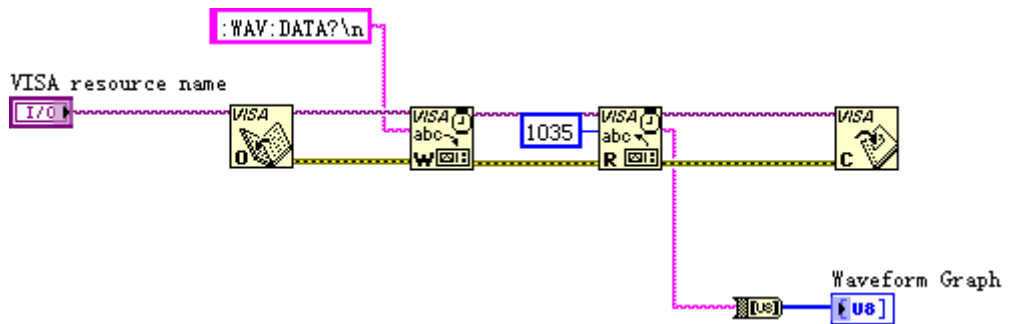 :WAV:DATA?\n
VISA resource name
I/O
VISA
O
VISA
abc
W
1035
VISA
abc
R
VISA
C
Waveform Graph
[U8]
[U8]